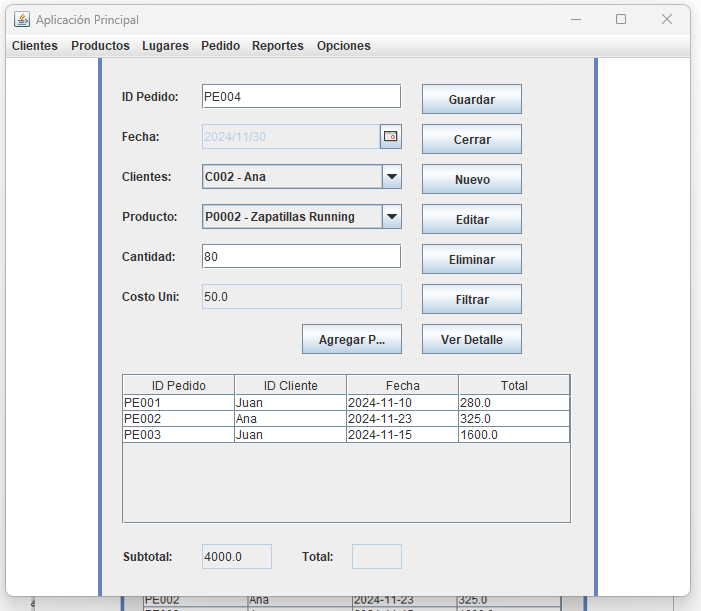 Aplicación Principal
Clientes Productos Lugares Pedido Reportes Opciones
ID Pedido: PE004 Guardar
Fecha: 2024/11/30 Cerrar
Clientes: C002 - Ana Nuevo
Producto: P0002 - Zapatillas Running Editar
Cantidad: 80 Eliminar
Costo Uni: 50.0 Filtrar
Agregar P... Ver Detalle
ID Pedido ID Cliente Fecha Total
PE001 Juan 2024-11-10 280.0
PE002 Ana 2024-11-23 325.0
PE003 Juan 2024-11-15 1600.0
Subtotal: 4000.0 Total:
PE002 Ana 2024-11-23 325.0